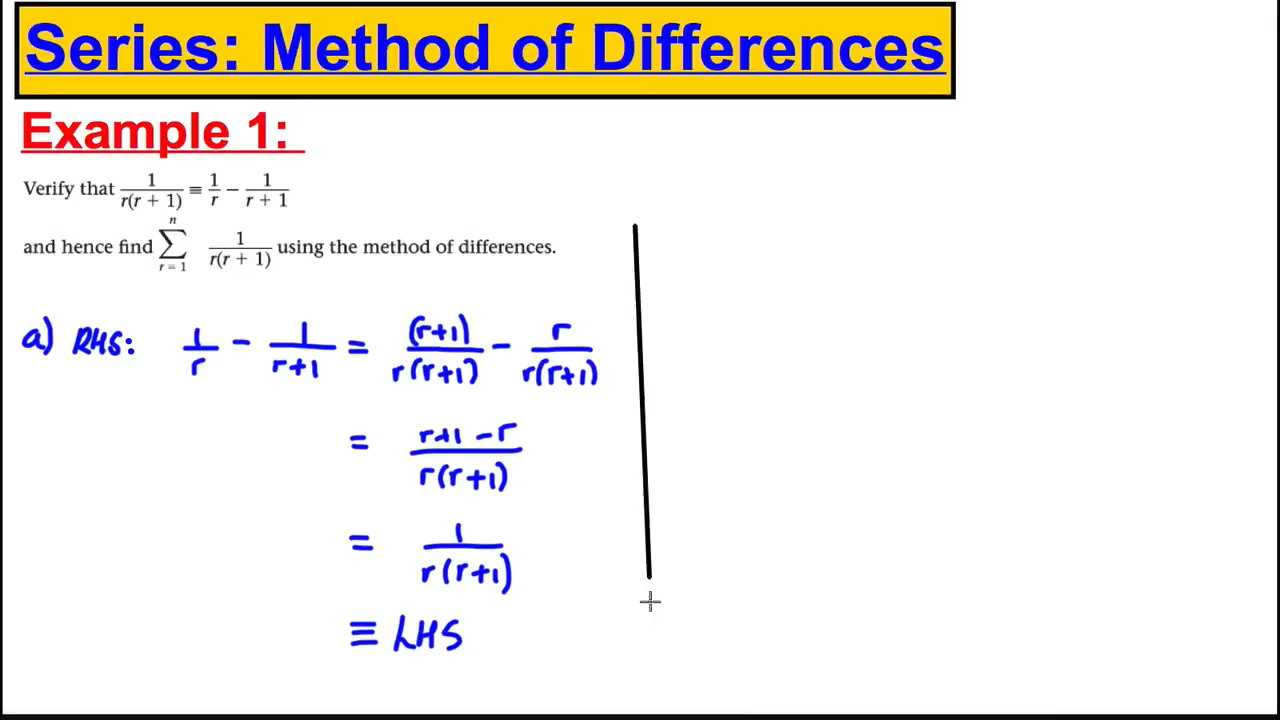 Series: Method of Differences
Example 1:
Verify that 1/r(r + 1) ≡ 1/r − 1/r + 1
and hence find n∑r = 1 1/r(r + 1) using the method of differences.
a) RHS: 1/r − 1/r+1 = (r+1)/r(r+1) − r/r(r+1)
= r+1 − r/r(r+1)
= 1/r(r+1)
≡ LHS